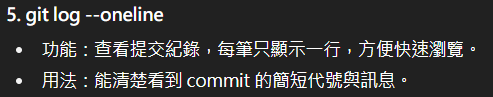 5. git log --oneline
• 功能：查看提交紀錄，每筆只顯示一行，方便快速瀏覽。
• 用法：能清楚看到 commit 的簡短代號與訊息。